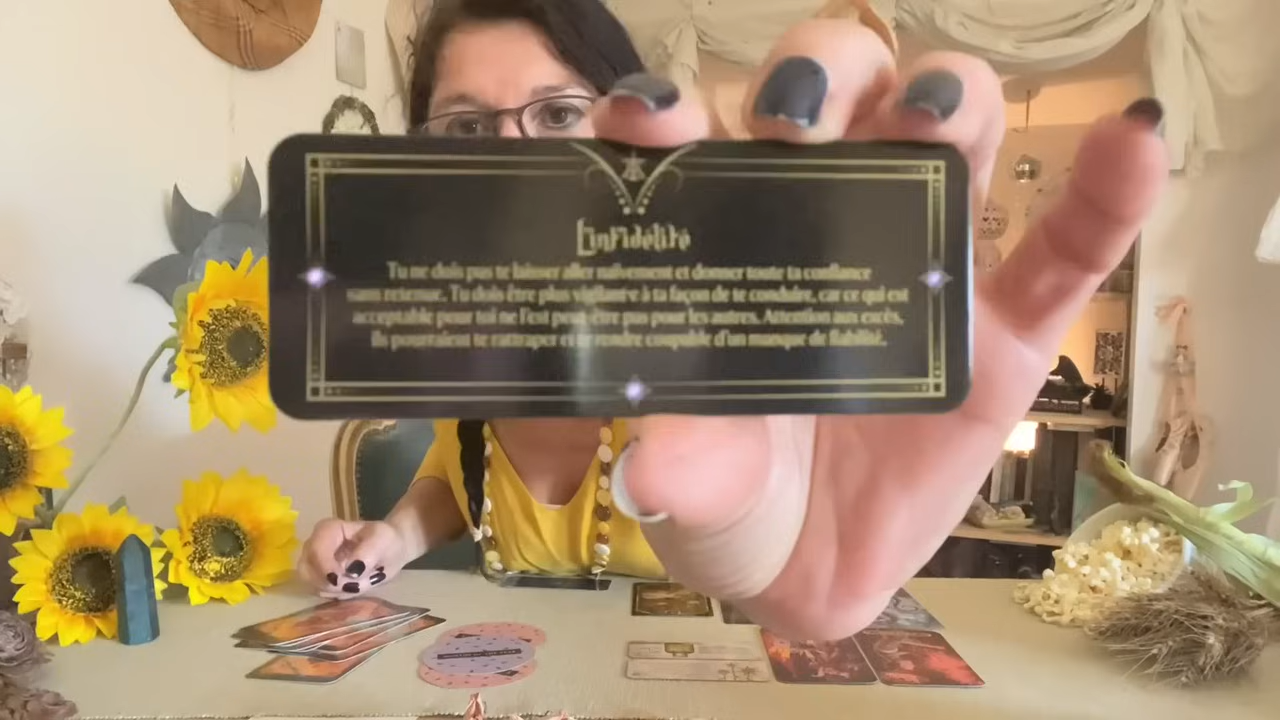 L'infidélité
Tu ne dois pas te laisser aller naïvement et donner toute ta confiance
sans retenue. Tu dois être plus vigilant·e à ta façon de te conduire, car ce qui est
acceptable pour toi ne l'est peut-être pas pour les autres. Attention aux excès,
ils pourraient te rattraper et te rendre coupable d'un manque de fiabilité.